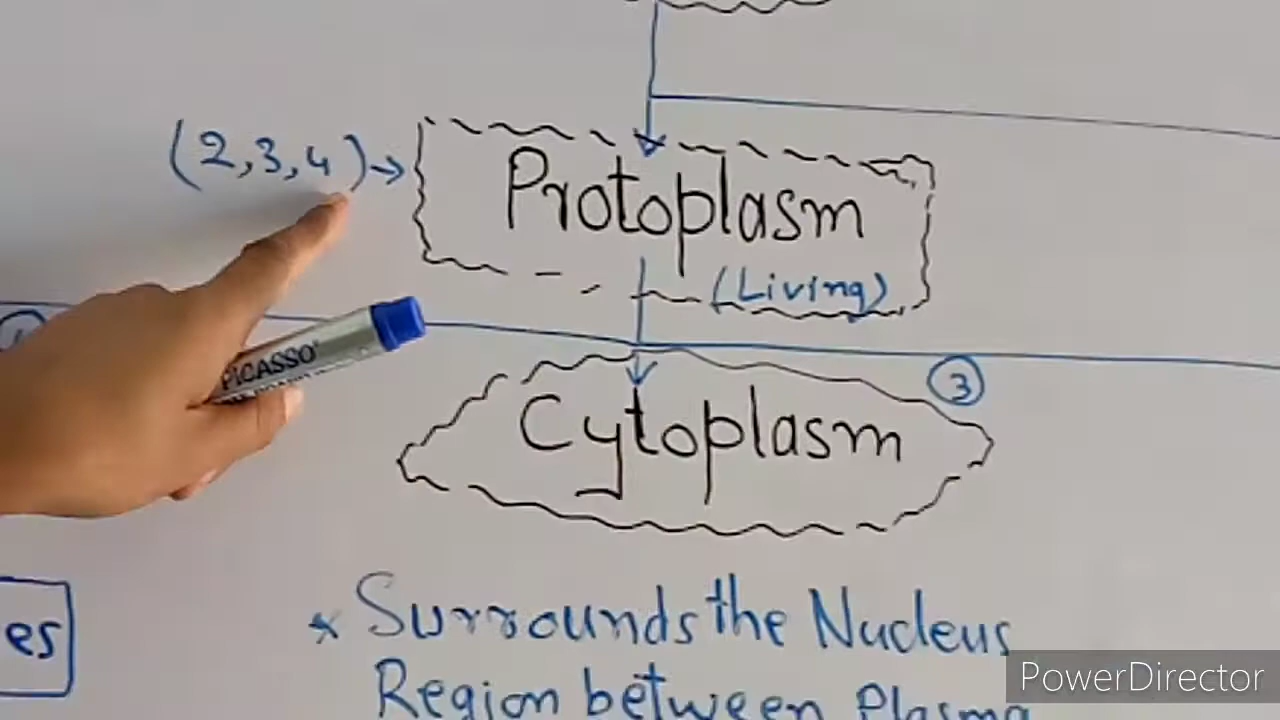 (2,3,4)→
Protoplasm
(Living)
PiCASSO
3
Cytoplasm
es
* Surrounds the Nucleus
Region between Plasma
PowerDirector